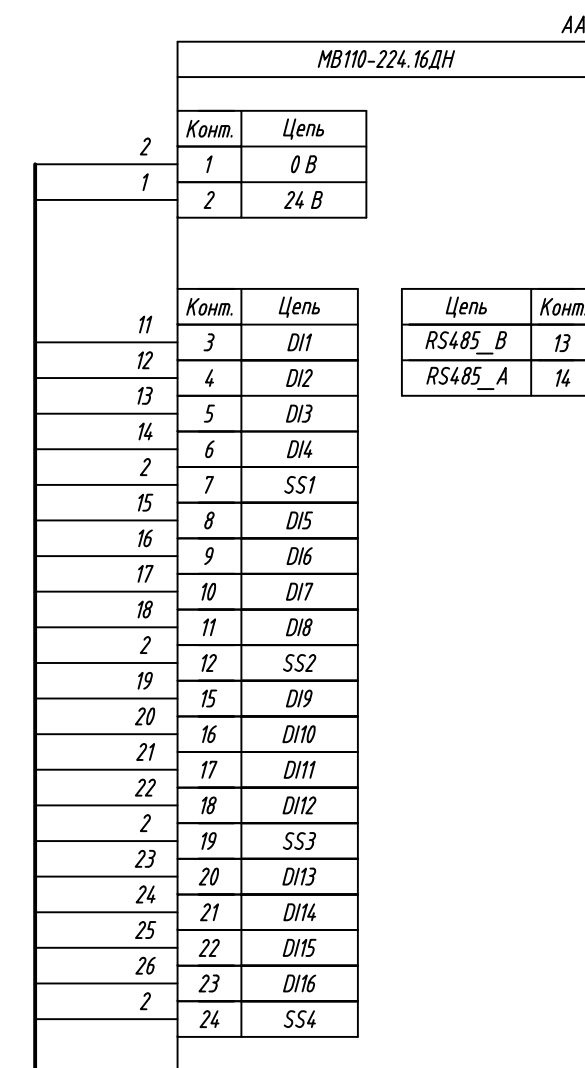 АА
МВ110-224.16ДН
Конт. Цепь
2
1 0 В
1
2 24 В
Конт. Цепь Цепь Конт.
11
3 DI1 RS485_B 13
12
4 DI2 RS485_A 14
13
5 DI3
14
6 DI4
2
7 SS1
15
8 DI5
16
9 DI6
17
10 DI7
18
11 DI8
2
12 SS2
19
15 DI9
20
16 DI10
21
17 DI11
22
18 DI12
2
19 SS3
23
20 DI13
24
21 DI14
25
22 DI15
26
23 DI16
2
24 SS4